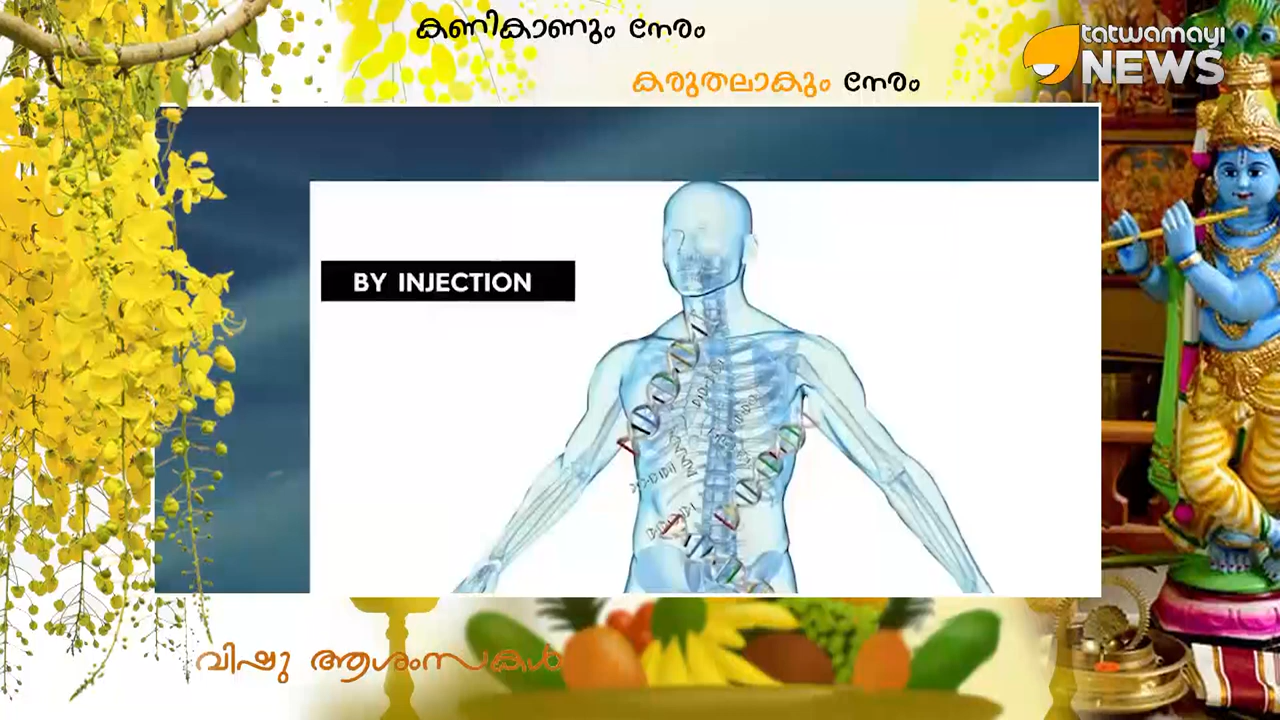 കണികാണും നേരം
കരുതലാകും നേരം
tatwamayi
NEWS
BY INJECTION
വിഷു ആശംസകൾ